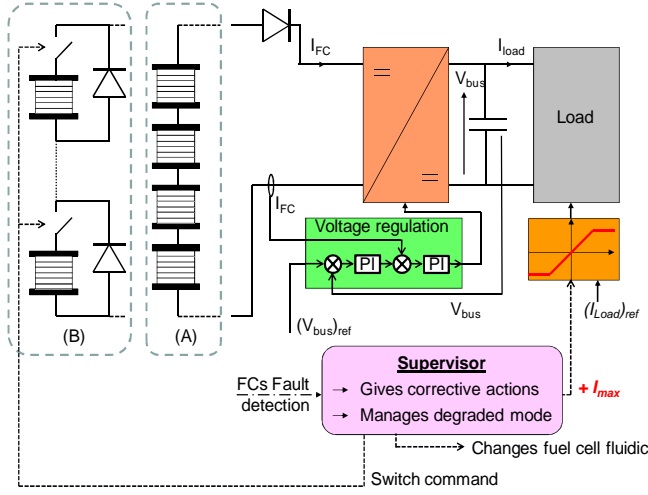 I_FC
I_load
V_bus
Load
I_FC
Voltage regulation
PI
PI
(B)
(A)
(V_bus)_ref
V_bus
(I_Load)_ref
Supervisor
FCs Fault
detection
Gives corrective actions
Manages degraded mode
+ I_max
Changes fuel cell fluidic
Switch command